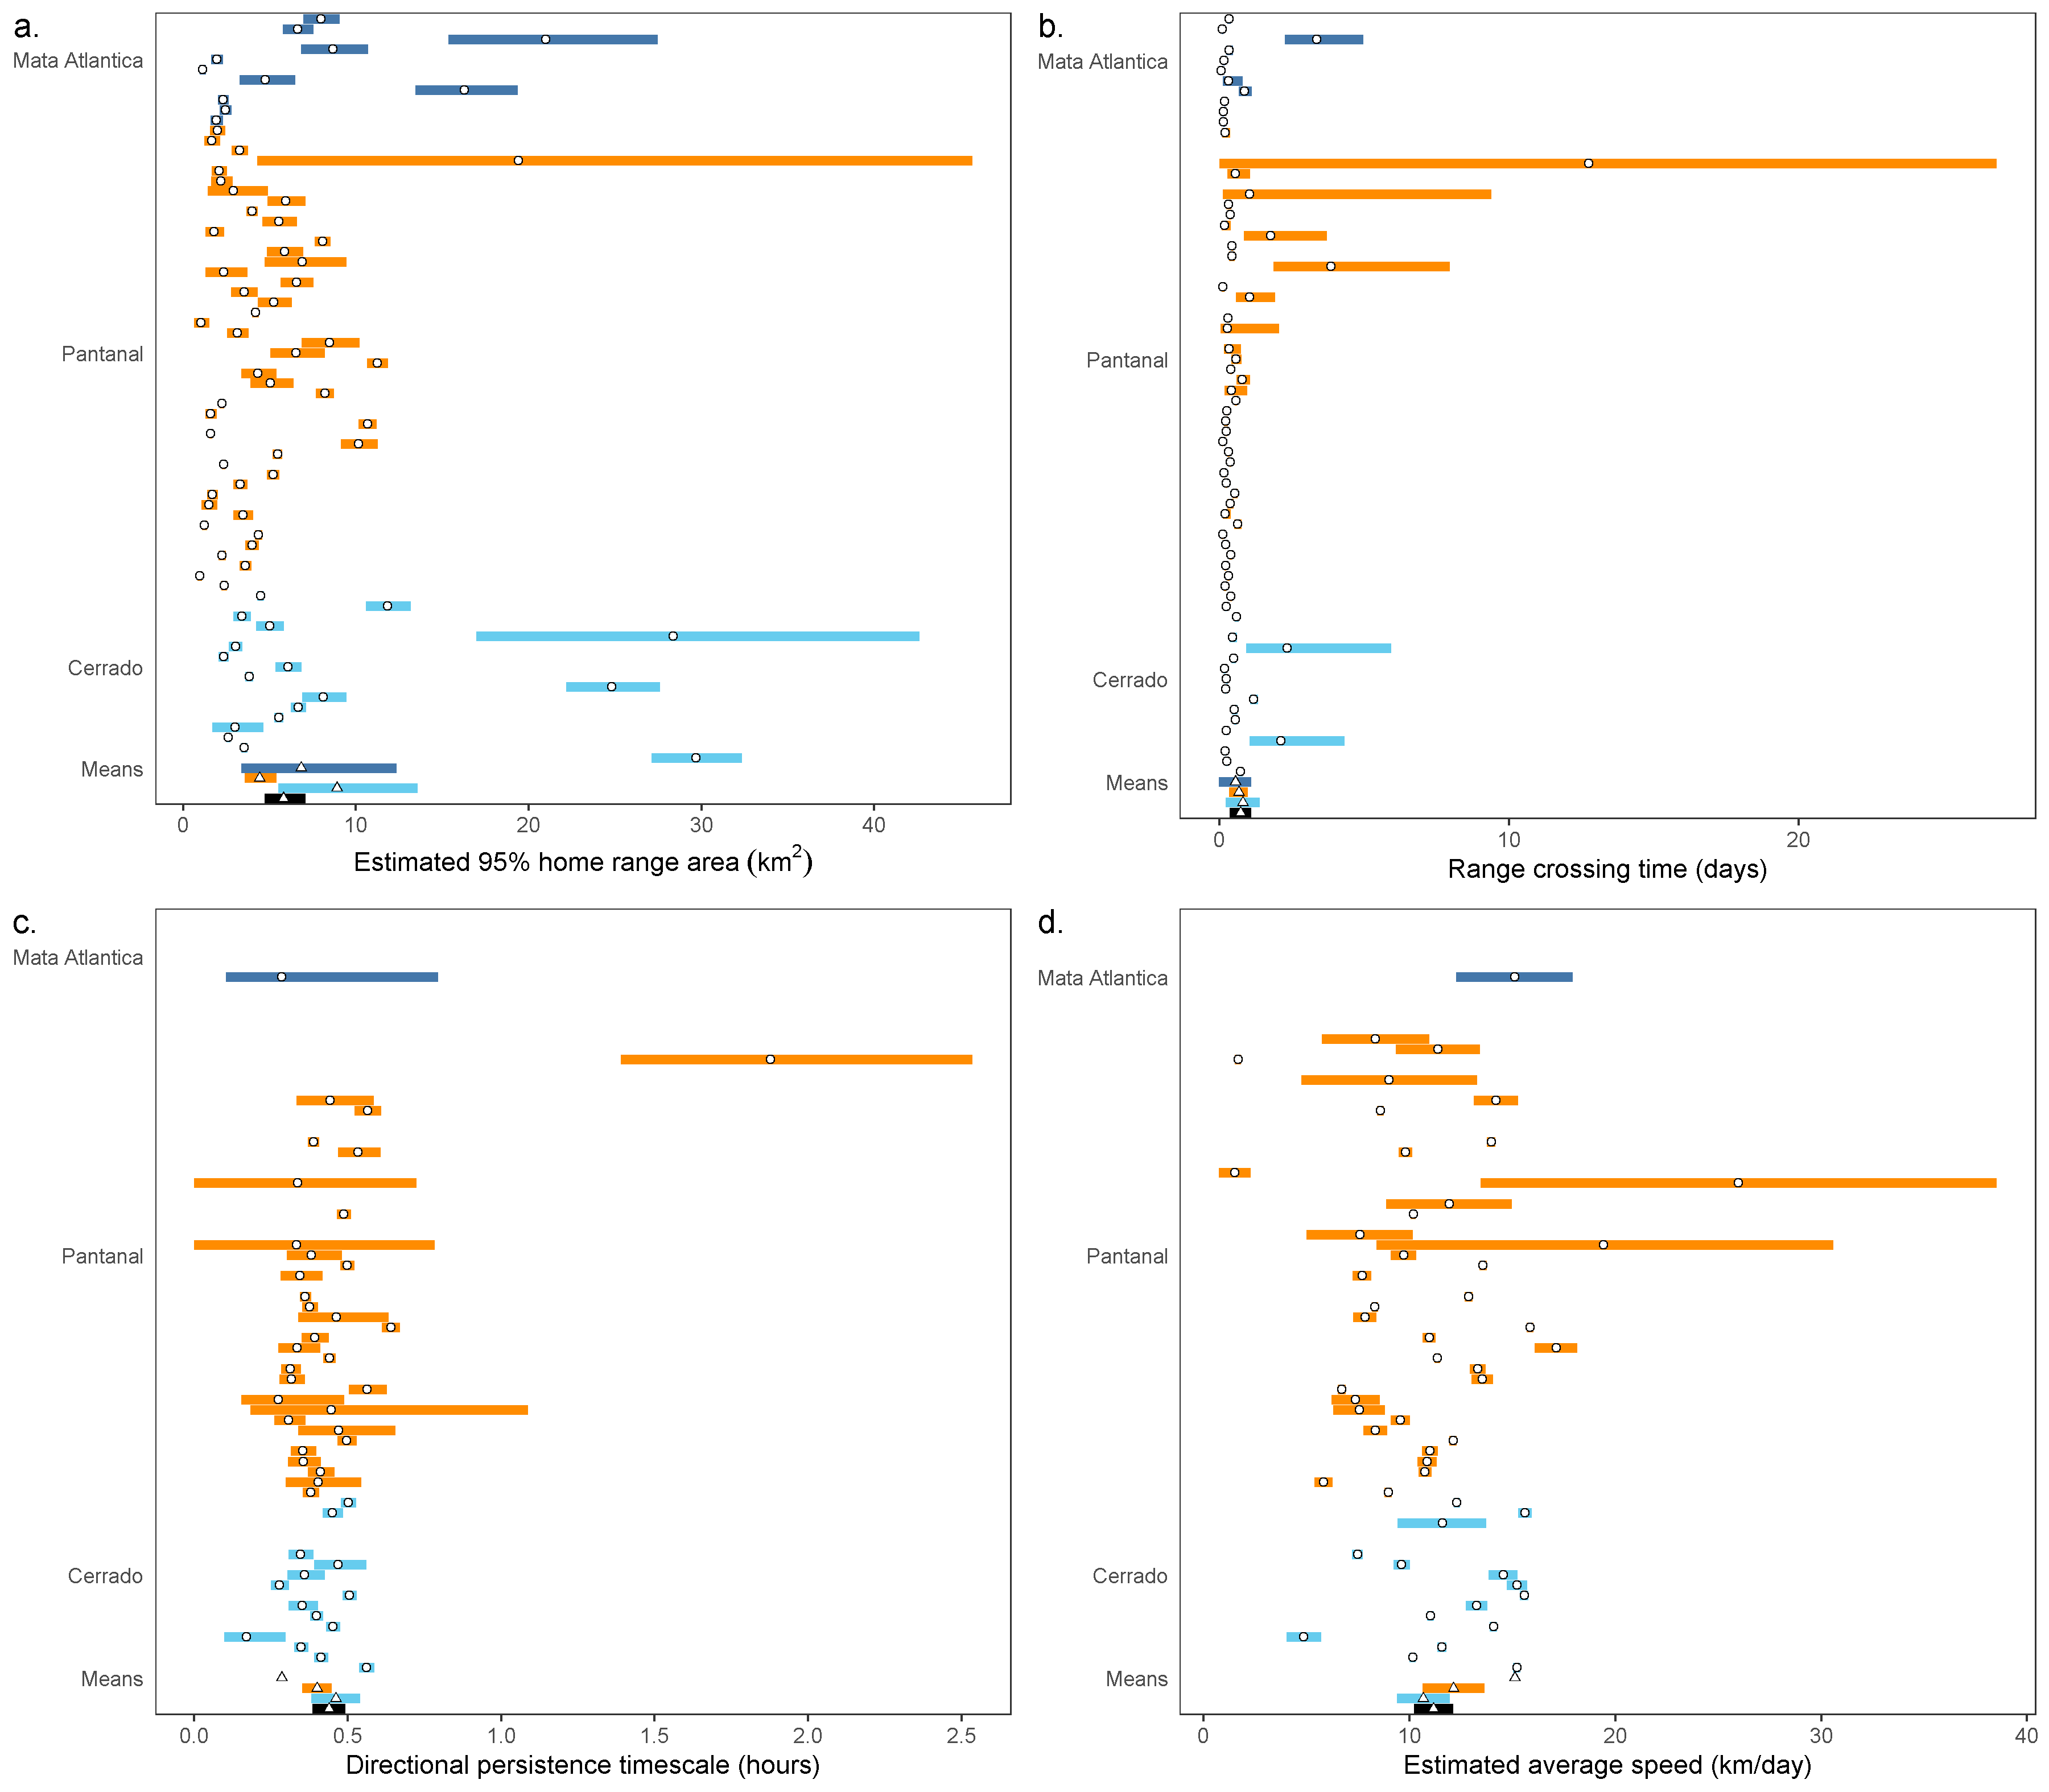 a.
Mata Atlantica
Pantanal
Cerrado
Means
0 10 20 30 40
Estimated 95% home range area (km²)
b.
Mata Atlantica
Pantanal
Cerrado
Means
0 10 20
Range crossing time (days)
c.
Mata Atlantica
Pantanal
Cerrado
Means
0.0 0.5 1.0 1.5 2.0 2.5
Directional persistence timescale (hours)
d.
Mata Atlantica
Pantanal
Cerrado
Means
0 10 20 30 40
Estimated average speed (km/day)